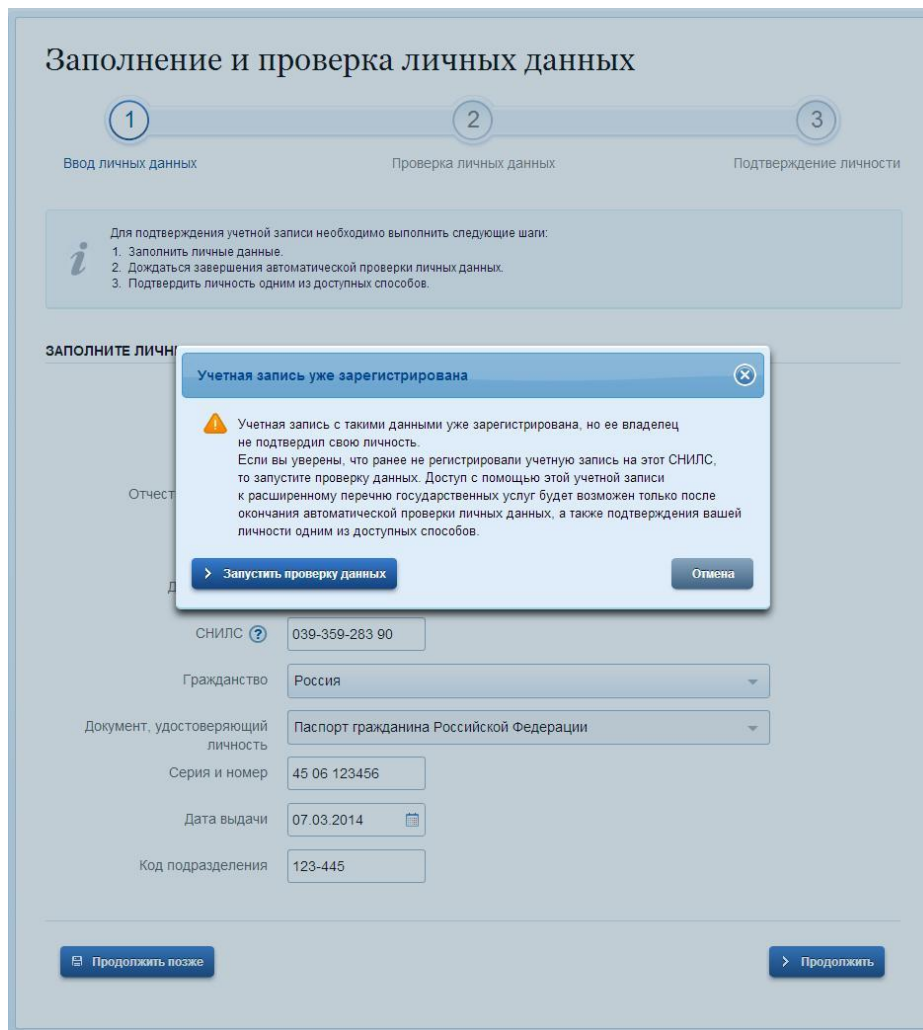 Заполнение и проверка личных данных
1
2
3
Ввод личных данных
Проверка личных данных
Подтверждение личности
Для подтверждения учетной записи необходимо выполнить следующие шаги:
1. Заполнить личные данные.
2. Дождаться завершения автоматической проверки личных данных.
3. Подтвердить личность одним из доступных способов.
ЗАПОЛНИТЕ ЛИЧН
Учетная запись уже зарегистрирована
Учетная запись с такими данными уже зарегистрирована, но ее владелец
не подтвердил свою личность.
Если вы уверены, что ранее не регистрировали учетную запись на этот СНИЛС,
то запустите проверку данных. Доступ с помощью этой учетной записи
к расширенному перечню государственных услуг будет возможен только после
окончания автоматической проверки личных данных, а также подтверждения вашей
личности одним из доступных способов.
Отчест
Запустить проверку данных
Отмена
Д
СНИЛС ? 039-359-283 90
Гражданство Россия
Документ, удостоверяющий
личность
Паспорт гражданина Российской Федерации
Серия и номер 45 06 123456
Дата выдачи 07.03.2014
Код подразделения 123-445
Продолжить позже
Продолжить